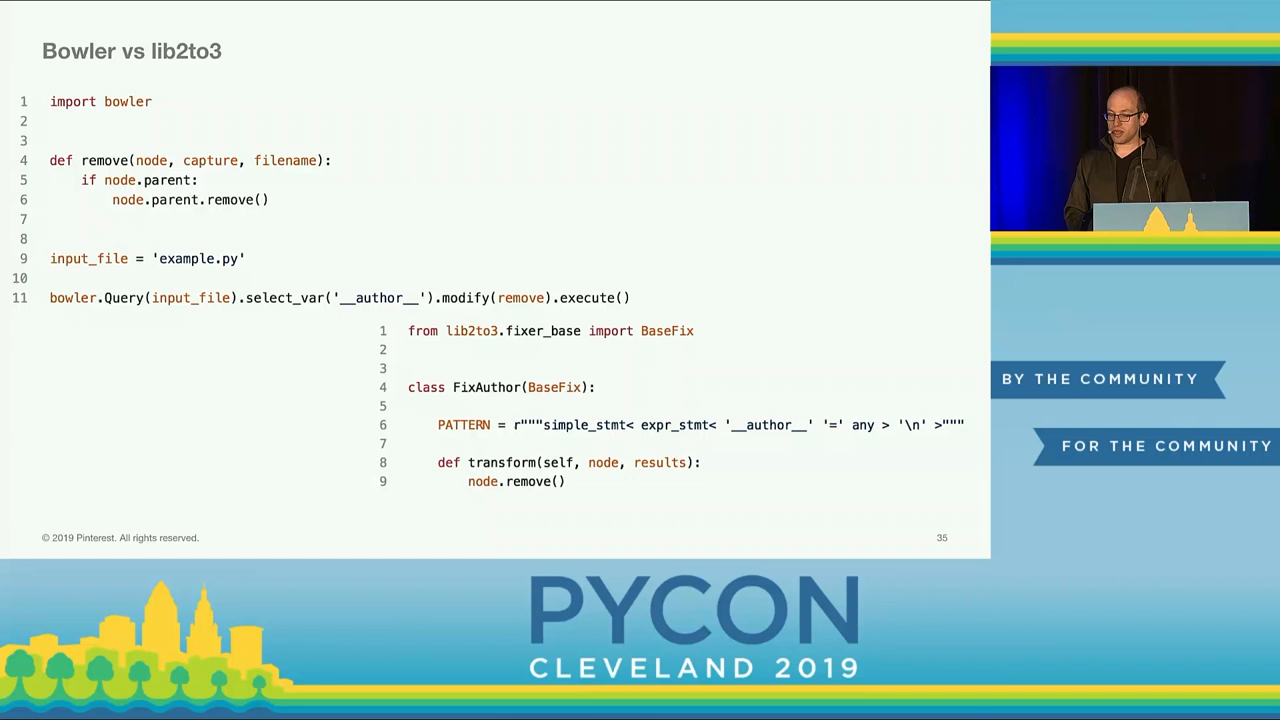 Bowler vs lib2to3
1 import bowler
2
3
4 def remove(node, capture, filename):
5     if node.parent:
6         node.parent.remove()
7
8
9 input_file = 'example.py'
10
11 bowler.Query(input_file).select_var('__author__').modify(remove).execute()
1 from lib2to3.fixer_base import BaseFix
2
3
4 class FixAuthor(BaseFix):
5
6     PATTERN = r"""simple_stmt< expr_stmt< '__author__' '=' any > '\n' >"""
7
8     def transform(self, node, results):
9         node.remove()
© 2019 Pinterest. All rights reserved.
35
BY THE COMMUNITY
FOR THE COMMUNITY
PYCON
CLEVELAND 2019